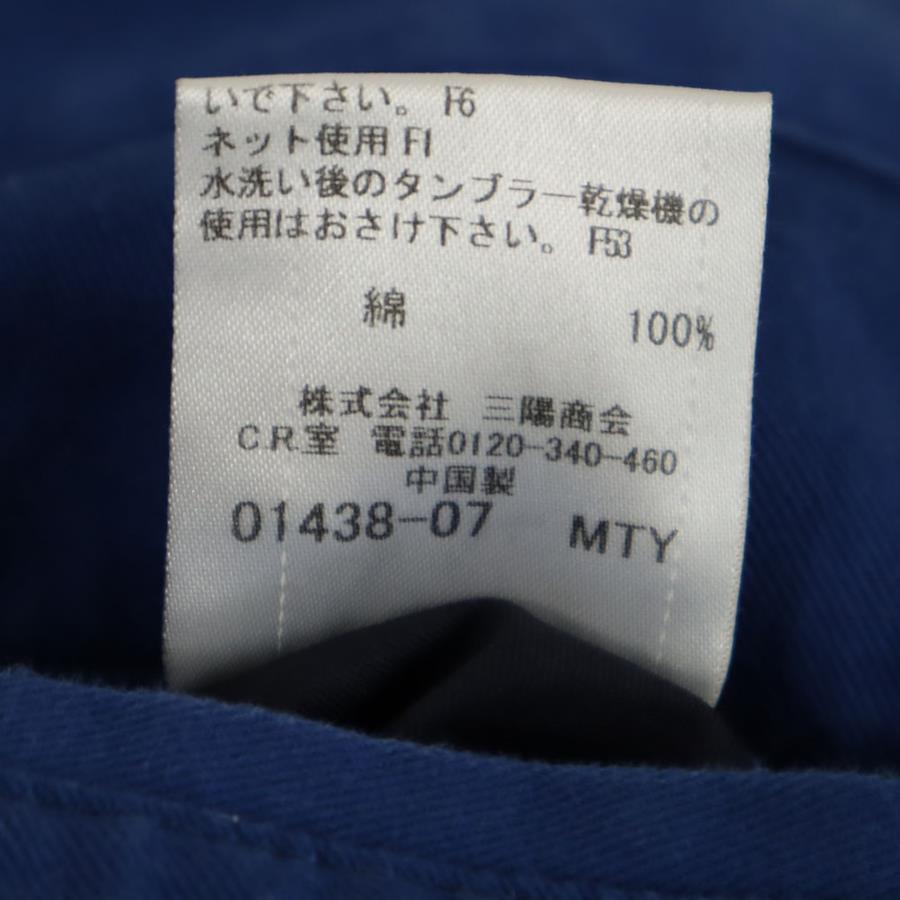 いで下さい。 F6
ネット使用 F1
水洗い後のタンブラー乾燥機の
使用はおさけ下さい。 F53
綿 100%
株式会社 三陽商会
C.R.室 電話0120-340-460
中国製
01438-07 MTY